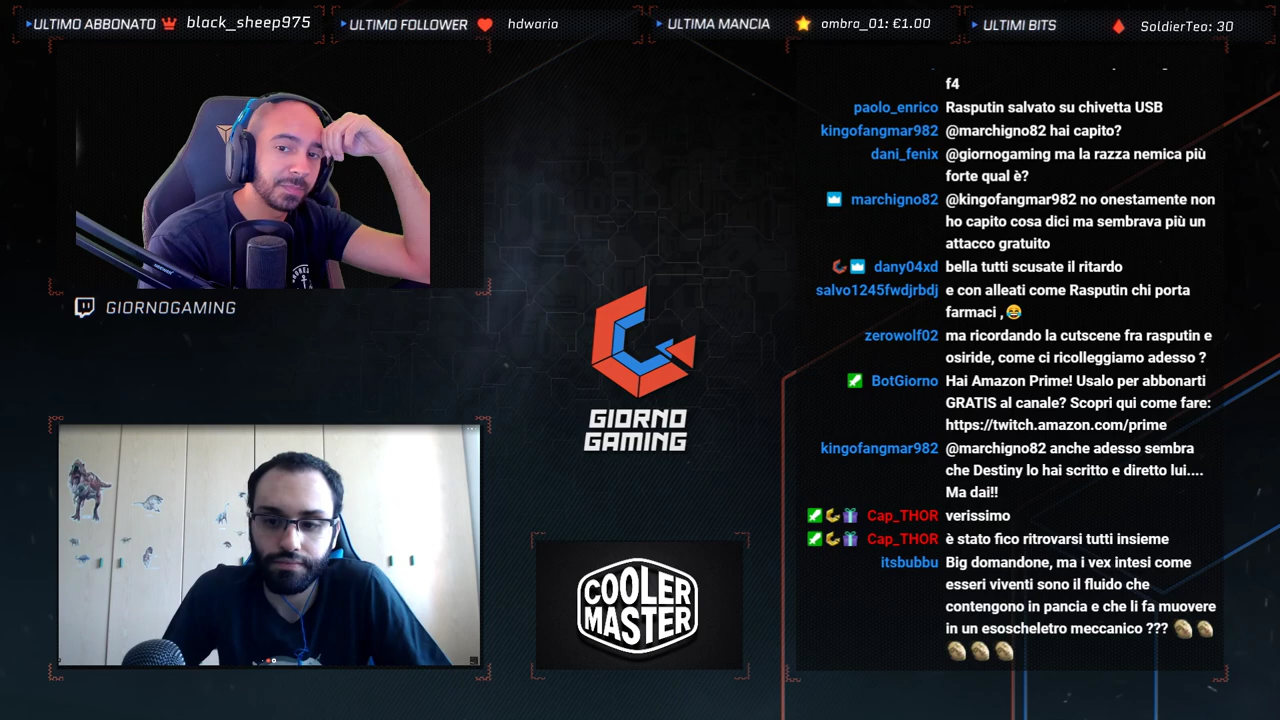 ULTIMO ABBONATO black_sheep975
ULTIMO FOLLOWER hdwaria
ULTIMA MANCIA ombra_01: €1.00
ULTIMI BITS SoldierTea: 30
GIORNOGAMING
GIORNO
GAMING
COOLER
MASTER
f4
paolo_enrico Rasputin salvato su chivetta USB
kingofangmar982 @marchigno82 hai capito?
dani_fenix @giornogaming ma la razza nemica più
forte qual è?
marchigno82 @kingofangmar982 no onestamente non
ho capito cosa dici ma sembrava più un
attacco gratuito
dany04xd bella tutti scusate il ritardo
salvo1245fwdjrbdj e con alleati come Rasputin chi porta
farmaci , 😂
zerowolf02 ma ricordando la cutscene fra rasputin e
osiride, come ci ricolleggiamo adesso ?
BotGiorno Hai Amazon Prime! Usalo per abbonarti
GRATIS al canale? Scopri qui come fare:
https://twitch.amazon.com/prime
kingofangmar982 @marchigno82 anche adesso sembra
che Destiny lo hai scritto e diretto lui....
Ma dai!!
Cap_THOR verissimo
Cap_THOR è stato fico ritrovarsi tutti insieme
itsbubbu Big domandone, ma i vex intesi come
esseri viventi sono il fluido che
contengono in pancia e che li fa muovere
in un esoscheletro meccanico ???